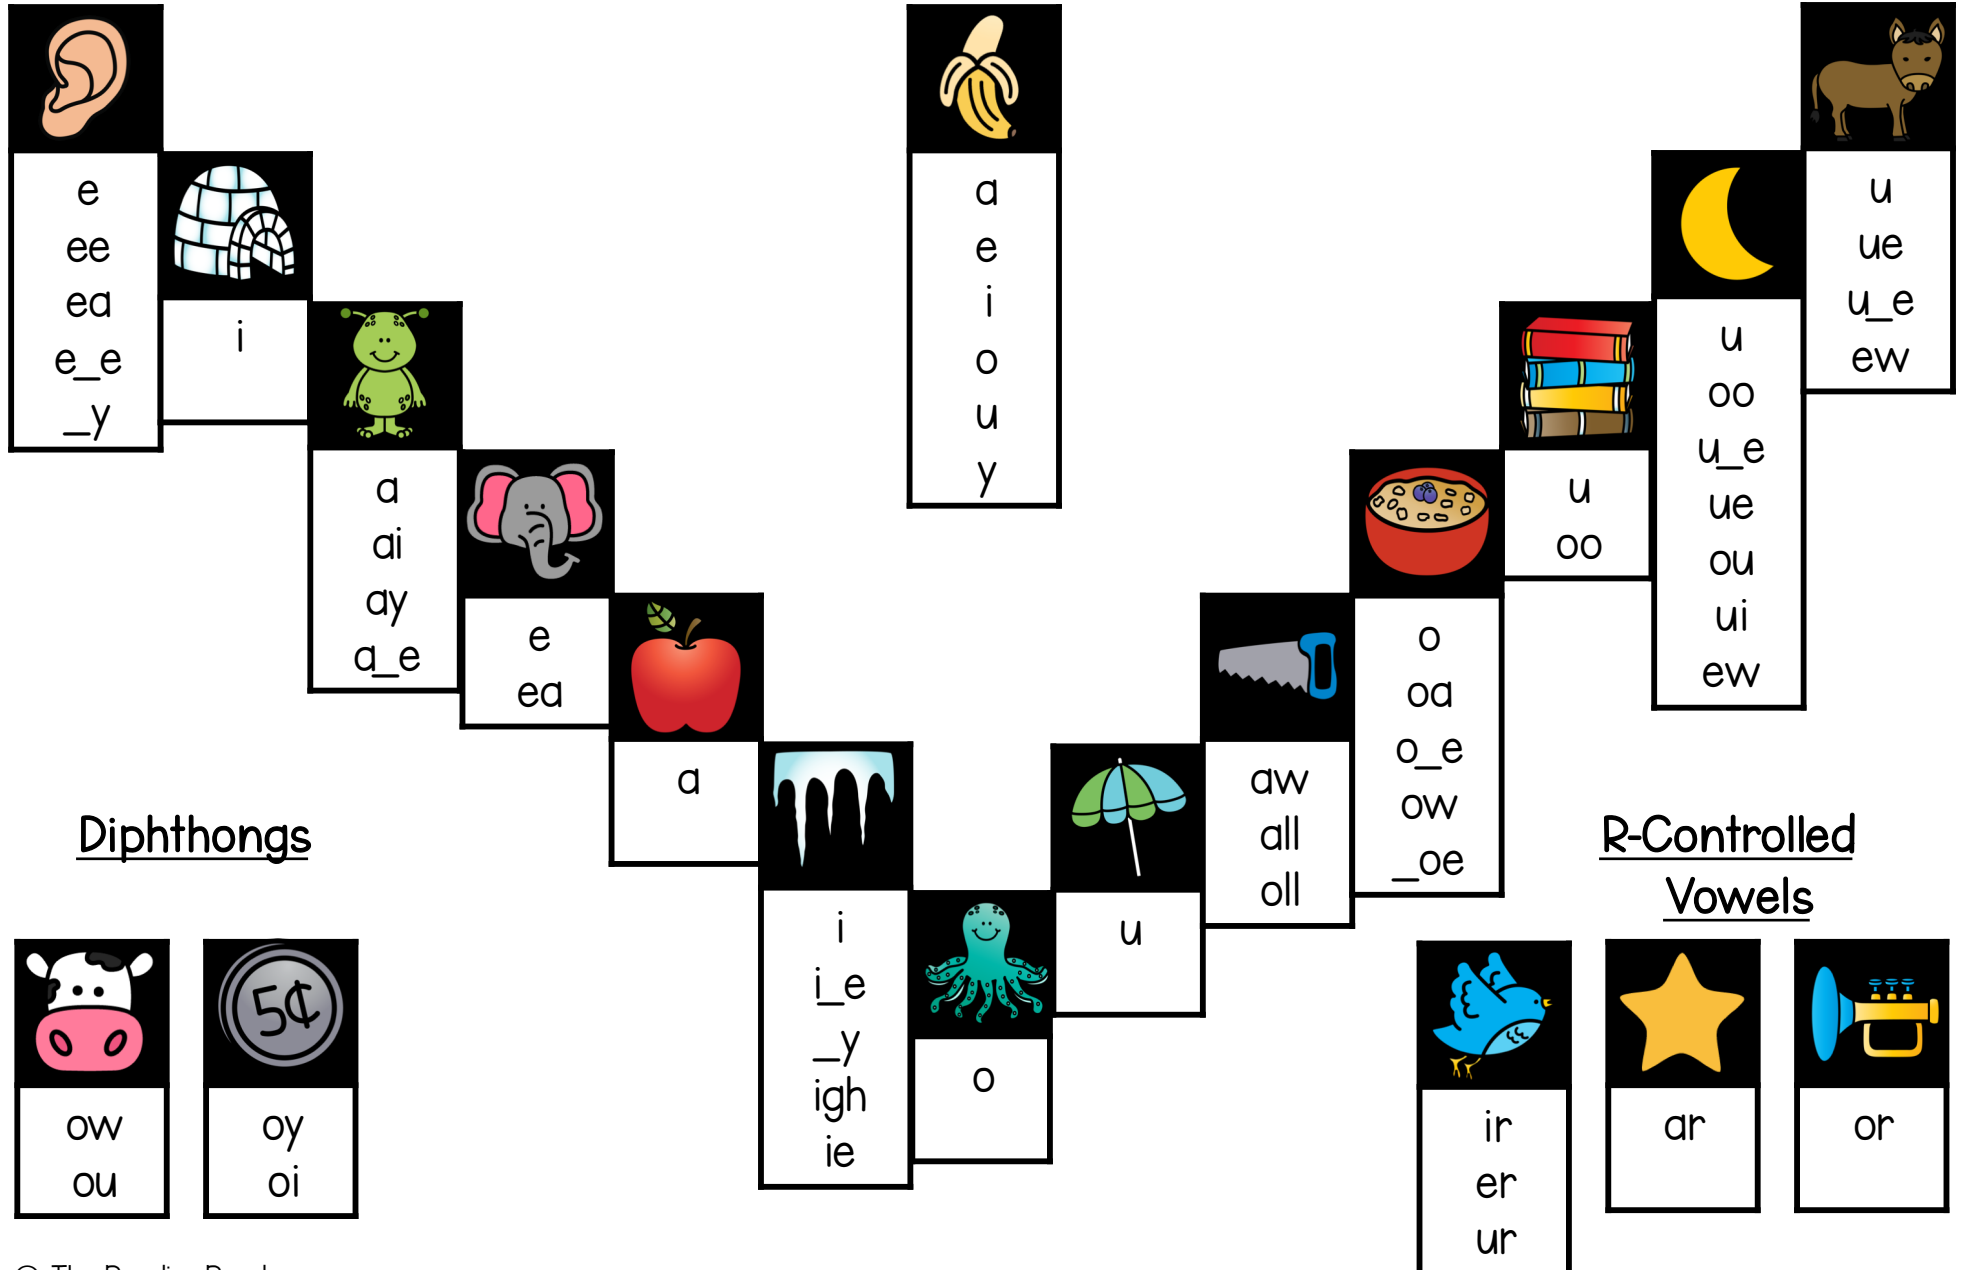 e
ee
ea
e_e
_y
i
a
ai
ay
a_e
e
ea
a
i
i_e
_y
igh
ie
o
a
e
i
o
u
y
u
aw
all
oll
o
oa
o_e
ow
_oe
u
oo
u
oo
u_e
ue
ou
ui
ew
u
ue
u_e
ew
Diphthongs
5¢
ow
ou
oy
oi
R-Controlled
Vowels
ir
er
ur
ar
or